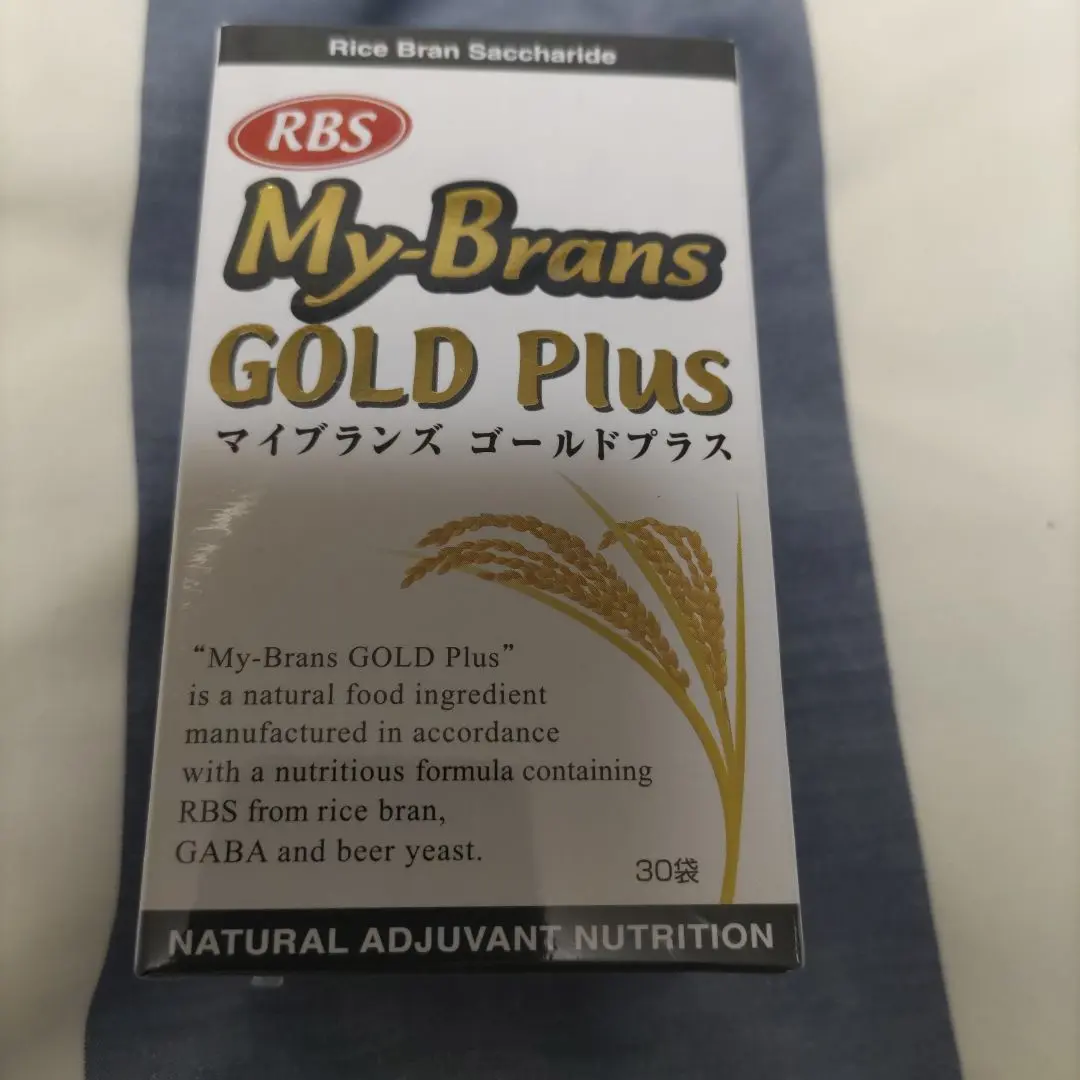 Rice Bran Saccharide
RBS
My-Brans
GOLD Plus
マイブランズ ゴールドプラス
“My-Brans GOLD Plus”
is a natural food ingredient
manufactured in accordance
with a nutritious formula containing
RBS from rice bran,
GABA and beer yeast.
30袋
NATURAL ADJUVANT NUTRITION